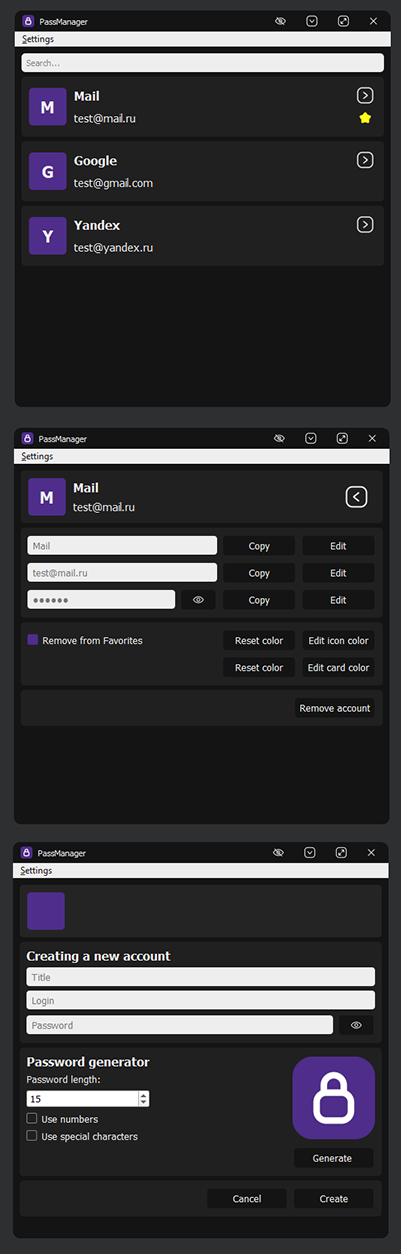 PassManager
Settings
Search...
M
Mail
test@mail.ru
G
Google
test@gmail.com
Y
Yandex
test@yandex.ru
PassManager
Settings
M
Mail
test@mail.ru
Mail Copy Edit
test@mail.ru Copy Edit
●●●●●● Copy Edit
Remove from Favorites Reset color Edit icon color
Reset color Edit card color
Remove account
PassManager
Settings
Creating a new account
Title
Login
Password
Password generator
Password length:
15
Use numbers
Use special characters
Generate
Cancel Create